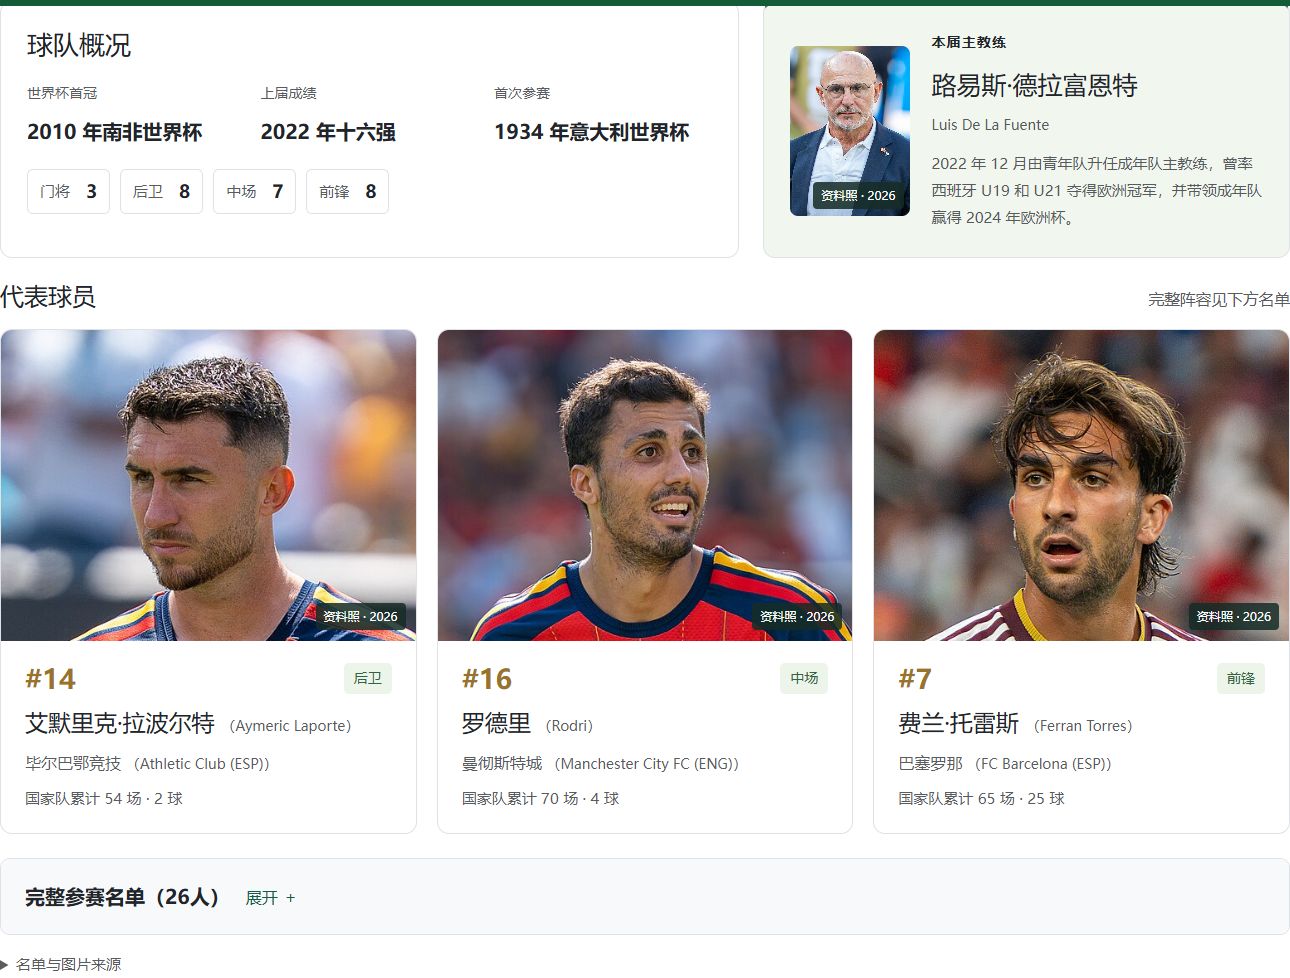 球队概况
世界杯首冠
2010 年南非世界杯
上届成绩
2022 年十六强
首次参赛
1934 年意大利世界杯
门将 3
后卫 8
中场 7
前锋 8
资料照 · 2026
本届主教练
路易斯·德拉富恩特
Luis De La Fuente
2022 年 12 月由青年队升任成年队主教练，曾率
西班牙 U19 和 U21 夺得欧洲冠军，并带领成年队
赢得 2024 年欧洲杯。
代表球员
完整阵容见下方名单
资料照 · 2026
#14
后卫
艾默里克·拉波尔特 （Aymeric Laporte）
毕尔巴鄂竞技 （Athletic Club (ESP)）
国家队累计 54 场 · 2 球
资料照 · 2026
#16
中场
罗德里 （Rodri）
曼彻斯特城 （Manchester City FC (ENG)）
国家队累计 70 场 · 4 球
资料照 · 2026
#7
前锋
费兰·托雷斯 （Ferran Torres）
巴塞罗那 （FC Barcelona (ESP)）
国家队累计 65 场 · 25 球
完整参赛名单（26人） 展开 +
名单与图片来源